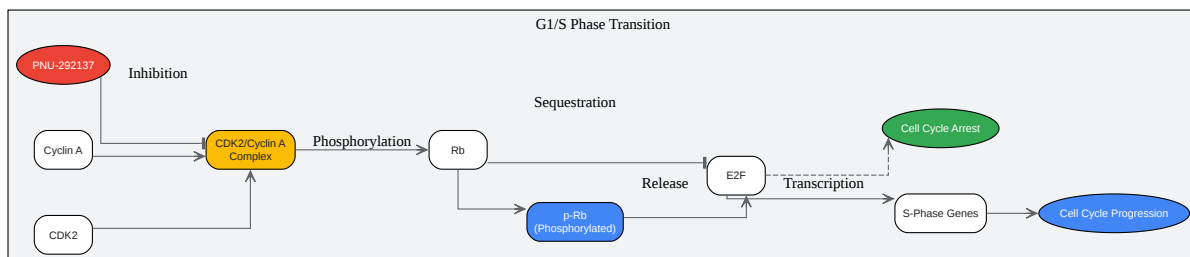 G1/S Phase Transition
PNU-292137
Inhibition
Sequestration
Cyclin A
CDK2/Cyclin A
Complex
Phosphorylation
Rb
Cell Cycle Arrest
E2F
Release
Transcription
CDK2
p-Rb
(Phosphorylated)
S-Phase Genes
Cell Cycle Progression